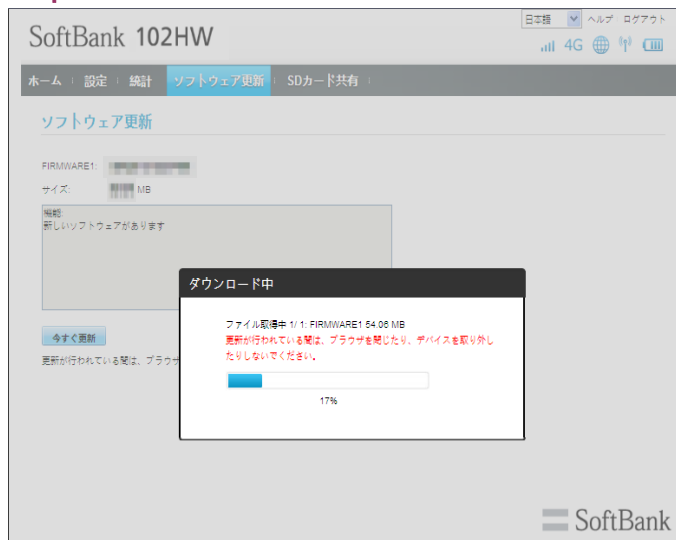 日本語 ヘルプ ログアウト
SoftBank 102HW
4G
ホーム 設定 統計 ソフトウェア更新 SDカード共有
ソフトウェア更新
FIRMWARE1:
サイズ: MB
機能:
新しいソフトウェアがあります
ダウンロード中
ファイル取得中 1/ 1: FIRMWARE1 54.06 MB
更新が行われている間は、ブラウザを閉じたり、デバイスを取り外し
たりしないでください。
17%
今すぐ更新
更新が行われている間は、ブラウザ
SoftBank